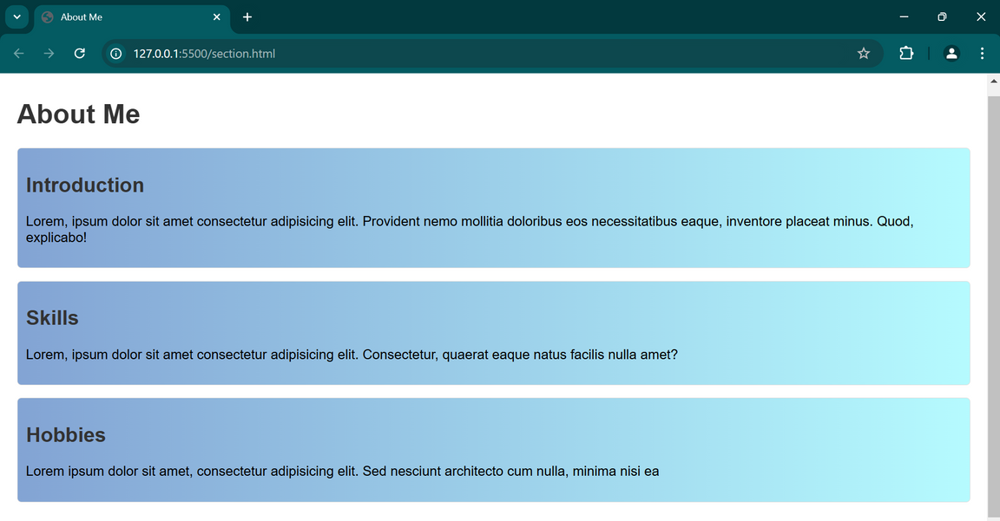 About Me
127.0.0.1:5500/section.html
About Me
Introduction
Lorem, ipsum dolor sit amet consectetur adipisicing elit. Provident nemo mollitia doloribus eos necessitatibus eaque, inventore placeat minus. Quod,
explicabo!
Skills
Lorem, ipsum dolor sit amet consectetur adipisicing elit. Consectetur, quaerat eaque natus facilis nulla amet?
Hobbies
Lorem ipsum dolor sit amet, consectetur adipisicing elit. Sed nesciunt architecto cum nulla, minima nisi ea